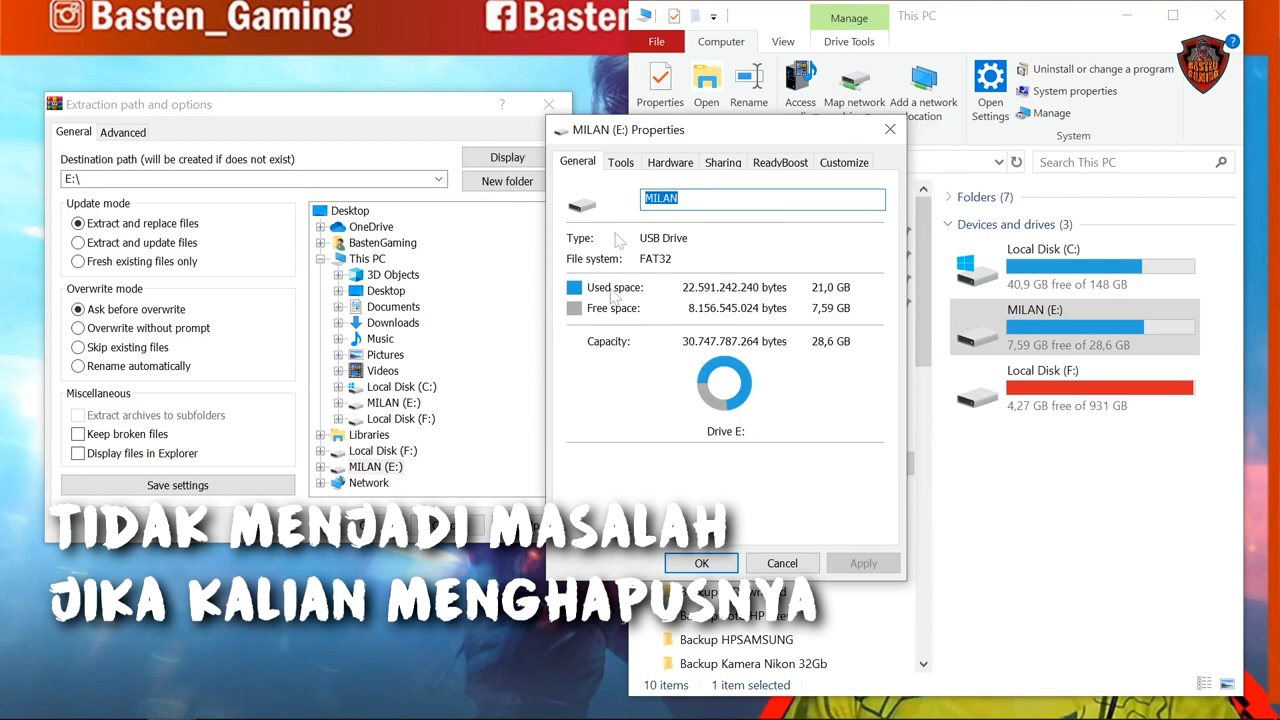 Basten_Gaming
Basten
Manage
This PC
File
Computer
View
Drive Tools
Properties
Open
Rename
Access
Map network
Add a network
location
Open
Settings
Uninstall or change a program
System properties
Manage
System
BASTEN
GAMING
Search This PC
Folders (7)
Devices and drives (3)
Local Disk (C:)
40,9 GB free of 148 GB
MILAN (E:)
7,59 GB free of 28,6 GB
Local Disk (F:)
4,27 GB free of 931 GB
Extraction path and options
General
Advanced
Destination path (will be created if does not exist)
E:\
Display
New folder
Update mode
Extract and replace files
Extract and update files
Fresh existing files only
Overwrite mode
Ask before overwrite
Overwrite without prompt
Skip existing files
Rename automatically
Miscellaneous
Extract archives to subfolders
Keep broken files
Display files in Explorer
Save settings
Desktop
OneDrive
BastenGaming
This PC
3D Objects
Desktop
Documents
Downloads
Music
Pictures
Videos
Local Disk (C:)
MILAN (E:)
Local Disk (F:)
Libraries
Local Disk (F:)
MILAN (E:)
Network
MILAN (E:) Properties
General
Tools
Hardware
Sharing
ReadyBoost
Customize
MILAN
Type: USB Drive
File system: FAT32
Used space: 22.591.242.240 bytes 21,0 GB
Free space: 8.156.545.024 bytes 7,59 GB
Capacity: 30.747.787.264 bytes 28,6 GB
Drive E:
OK
Cancel
Apply
Backup HPSAMSUNG
Backup Kamera Nikon 32Gb
10 items
1 item selected
TIDAK MENJADI MASALAH
JIKA KALIAN MENGHAPUSNYA